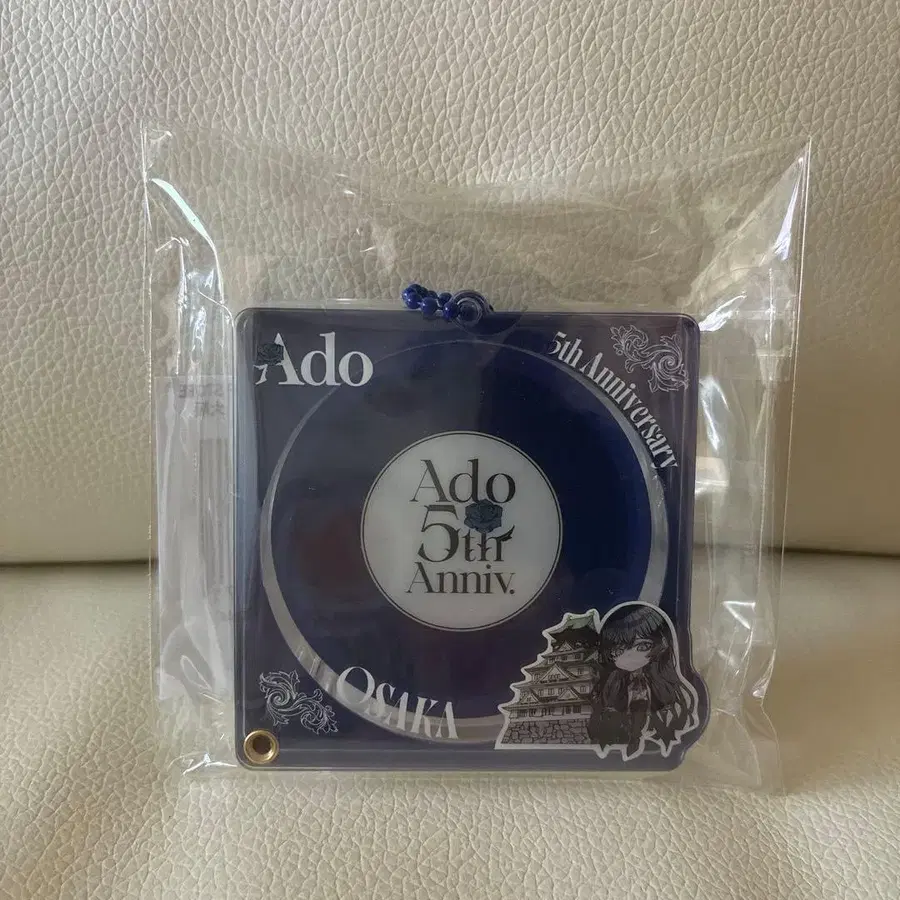 Ado
5th Anniversary
Ado
5th
Anniv.
OSAKA